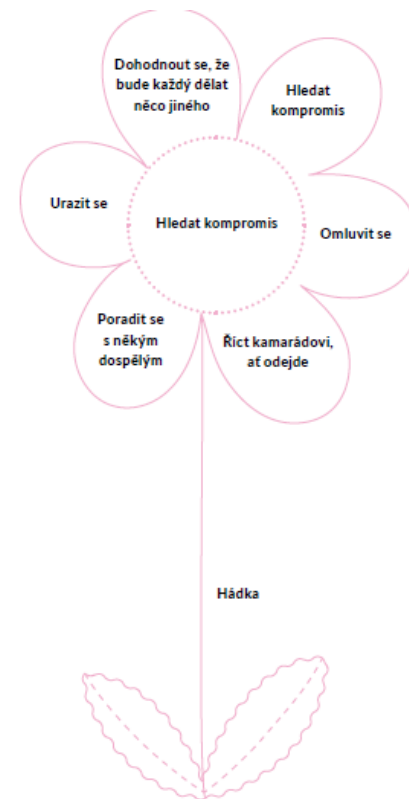 Dohodnout se, že
bude každý dělat
něco jiného
Hledat
kompromis
Urazit se
Hledat kompromis
Omluvit se
Poradit se
s někým
dospělým
Říct kamarádovi,
ať odejde
Hádka